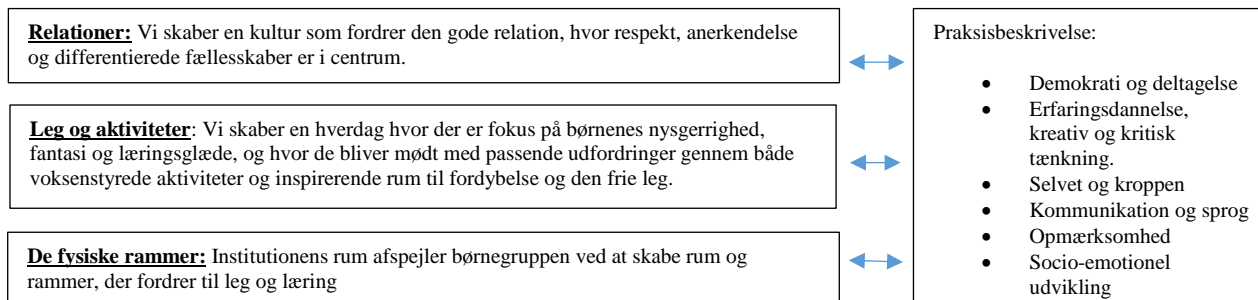 Relationer: Vi skaber en kultur som fordrer den gode relation, hvor respekt, anerkendelse
og differentierede fællesskaber er i centrum.
Leg og aktiviteter: Vi skaber en hverdag hvor der er fokus på børnenes nysgerrighed,
fantasi og læringsglæde, og hvor de bliver mødt med passende udfordringer gennem både
voksenstyrede aktiviteter og inspirerende rum til fordybelse og den frie leg.
De fysiske rammer: Institutionens rum afspejler børnegruppen ved at skabe rum og
rammer, der fordrer til leg og læring
Praksisbeskrivelse:
• Demokrati og deltagelse
• Erfaringsdannelse,
kreativ og kritisk
tænkning.
• Selvet og kroppen
• Kommunikation og sprog
• Opmærksomhed
• Socio-emotionel
udvikling